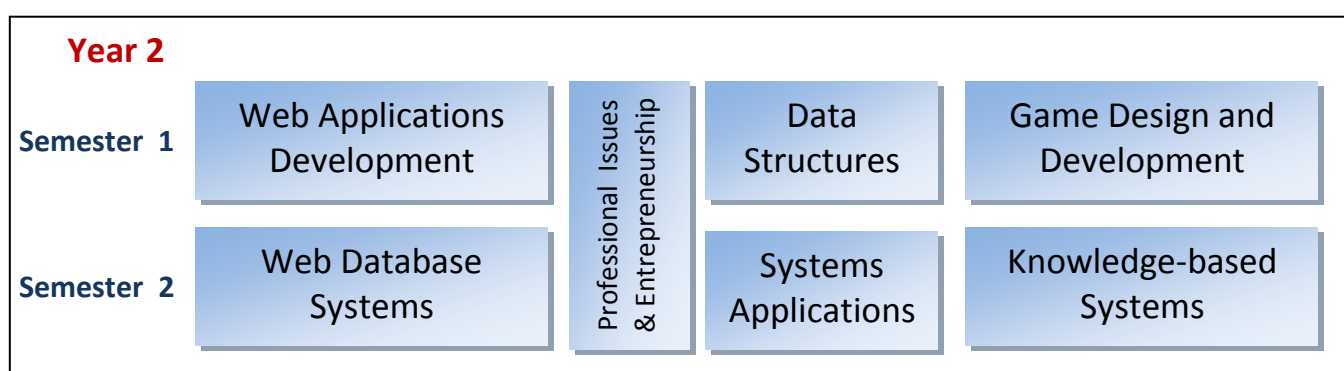 Year 2
Semester 1
Web Applications
Development
Professional Issues
& Entrepreneurship
Data
Structures
Game Design and
Development
Semester 2
Web Database
Systems
Systems
Applications
Knowledge-based
Systems